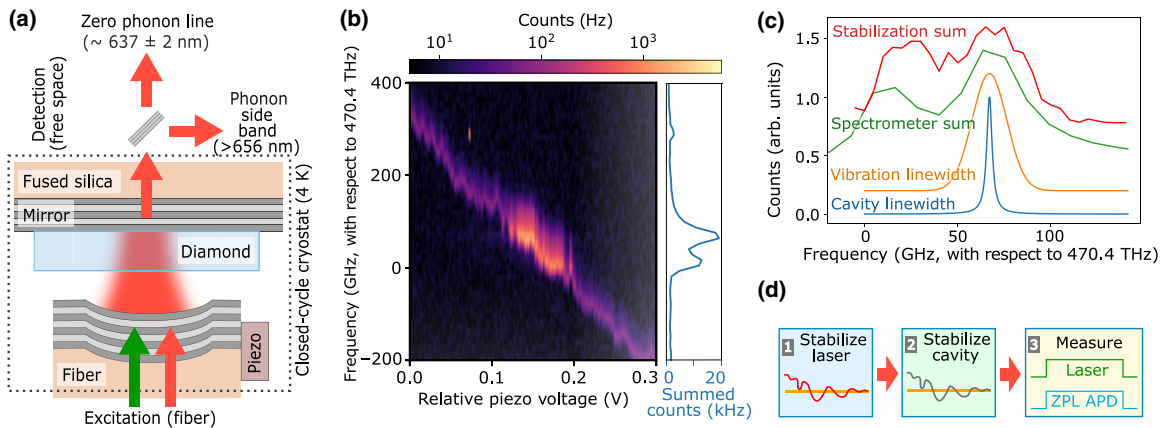 (a)
Zero phonon line
(~ 637 ± 2 nm)
Detection
(free space)
Phonon
side
band
(>656 nm)
Fused silica
Mirror
Diamond
Closed-cycle cryostat (4 K)
Piezo
Fiber
Excitation (fiber)
(b)
Counts (Hz)
10¹
10²
10³
Frequency (GHz, with respect to 470.4 THz)
400
200
0
−200
0.0
0.1
0.2
0.3
Relative piezo voltage (V)
0
20
Summed
counts (kHz)
(c)
Counts (arb. units)
1.5
1.0
0.5
0.0
Stabilization sum
Spectrometer sum
Vibration linewidth
Cavity linewidth
0
50
100
Frequency (GHz, with respect to 470.4 THz)
(d)
1 Stabilize
laser
2 Stabilize
cavity
3 Measure
Laser
ZPL APD